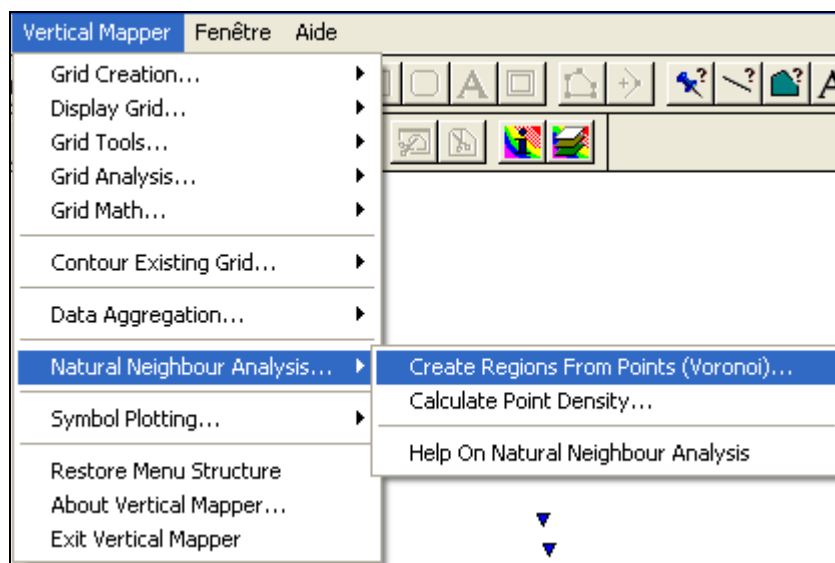 Vertical Mapper Fenêtre Aide
Grid Creation...
Display Grid...
Grid Tools...
Grid Analysis...
Grid Math...
Contour Existing Grid...
Data Aggregation...
Natural Neighbour Analysis...
Create Regions From Points (Voronoi)...
Calculate Point Density...
Help On Natural Neighbour Analysis
Symbol Plotting...
Restore Menu Structure
About Vertical Mapper...
Exit Vertical Mapper